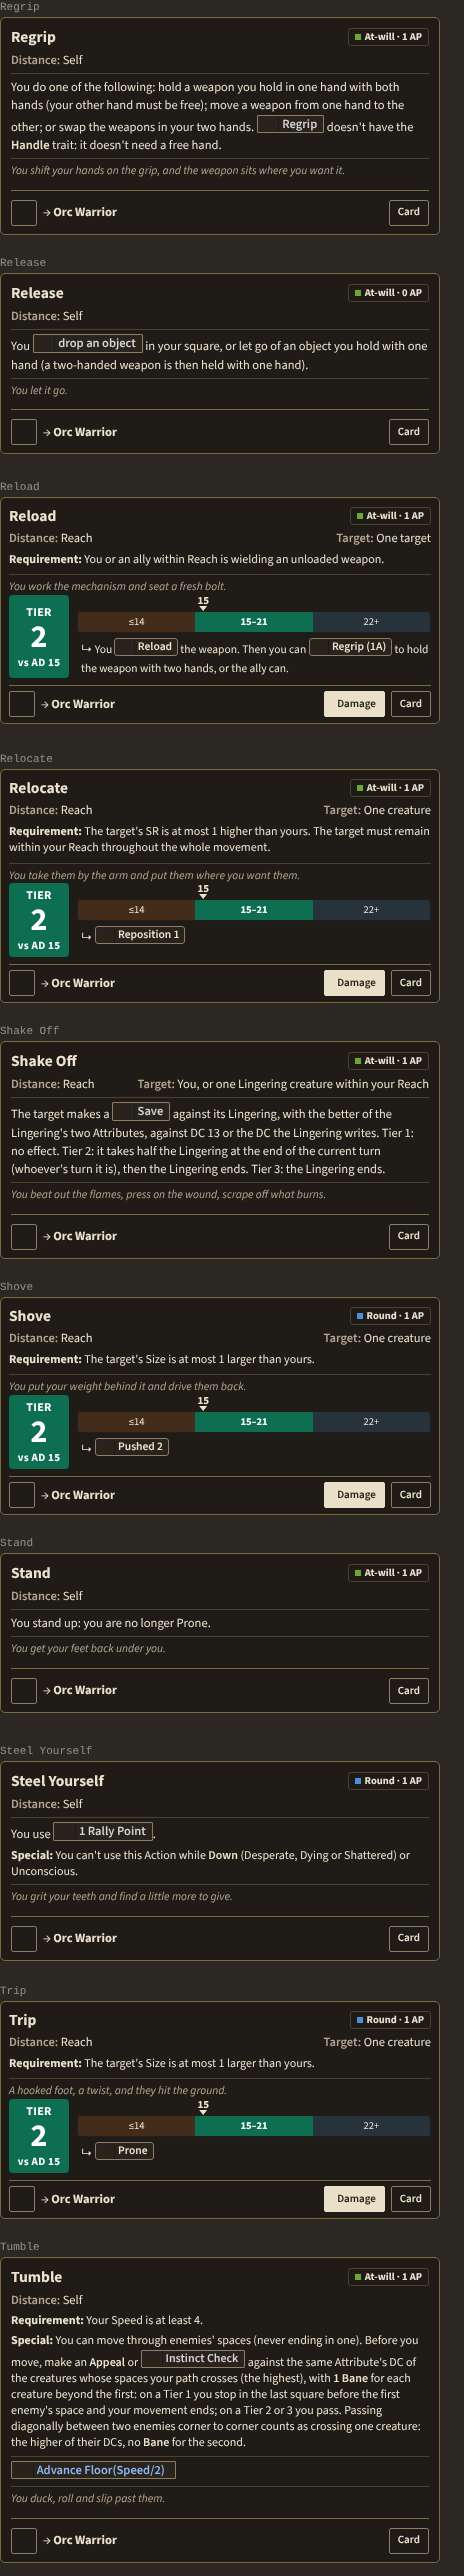 Regrip
Regrip
At-will · 1 AP
Distance: Self
You do one of the following: hold a weapon you hold in one hand with both
hands (your other hand must be free); move a weapon from one hand to the
other; or swap the weapons in your two hands. Regrip doesn't have the
Handle trait: it doesn't need a free hand.
You shift your hands on the grip, and the weapon sits where you want it.
→ Orc Warrior
Card
Release
Release
At-will · 0 AP
Distance: Self
You drop an object in your square, or let go of an object you hold with one
hand (a two-handed weapon is then held with one hand).
You let it go.
→ Orc Warrior
Card
Reload
Reload
At-will · 1 AP
Distance: Reach
Target: One target
Requirement: You or an ally within Reach is wielding an unloaded weapon.
You work the mechanism and seat a fresh bolt.
TIER
2
vs AD 15
15
≤14
15–21
22+
↪ You Reload the weapon. Then you can Regrip (1A) to hold
the weapon with two hands, or the ally can.
→ Orc Warrior
Damage
Card
Relocate
Relocate
At-will · 1 AP
Distance: Reach
Target: One creature
Requirement: The target's SR is at most 1 higher than yours. The target must remain
within your Reach throughout the whole movement.
You take them by the arm and put them where you want them.
TIER
2
vs AD 15
15
≤14
15–21
22+
↪ Reposition 1
→ Orc Warrior
Damage
Card
Shake Off
Shake Off
At-will · 1 AP
Distance: Reach
Target: You, or one Lingering creature within your Reach
The target makes a Save against its Lingering, with the better of the
Lingering's two Attributes, against DC 13 or the DC the Lingering writes. Tier 1:
no effect. Tier 2: it takes half the Lingering at the end of the current turn
(whoever's turn it is), then the Lingering ends. Tier 3: the Lingering ends.
You beat out the flames, press on the wound, scrape off what burns.
→ Orc Warrior
Card
Shove
Shove
Round · 1 AP
Distance: Reach
Target: One creature
Requirement: The target's Size is at most 1 larger than yours.
You put your weight behind it and drive them back.
TIER
2
vs AD 15
15
≤14
15–21
22+
↪ Pushed 2
→ Orc Warrior
Damage
Card
Stand
Stand
At-will · 1 AP
Distance: Self
You stand up: you are no longer Prone.
You get your feet back under you.
→ Orc Warrior
Card
Steel Yourself
Steel Yourself
Round · 1 AP
Distance: Self
You use 1 Rally Point.
Special: You can't use this Action while Down (Desperate, Dying or Shattered) or
Unconscious.
You grit your teeth and find a little more to give.
→ Orc Warrior
Card
Trip
Trip
Round · 1 AP
Distance: Reach
Target: One creature
Requirement: The target's Size is at most 1 larger than yours.
A hooked foot, a twist, and they hit the ground.
TIER
2
vs AD 15
15
≤14
15–21
22+
↪ Prone
→ Orc Warrior
Damage
Card
Tumble
Tumble
At-will · 1 AP
Distance: Self
Requirement: Your Speed is at least 4.
Special: You can move through enemies' spaces (never ending in one). Before you
move, make an Appeal or Instinct Check against the same Attribute's DC of
the creatures whose spaces your path crosses (the highest), with 1 Bane for each
creature beyond the first: on a Tier 1 you stop in the last square before the first
enemy's space and your movement ends; on a Tier 2 or 3 you pass. Passing
diagonally between two enemies corner to corner counts as crossing one creature:
the higher of their DCs, no Bane for the second.
Advance Floor(Speed/2)
You duck, roll and slip past them.
→ Orc Warrior
Card